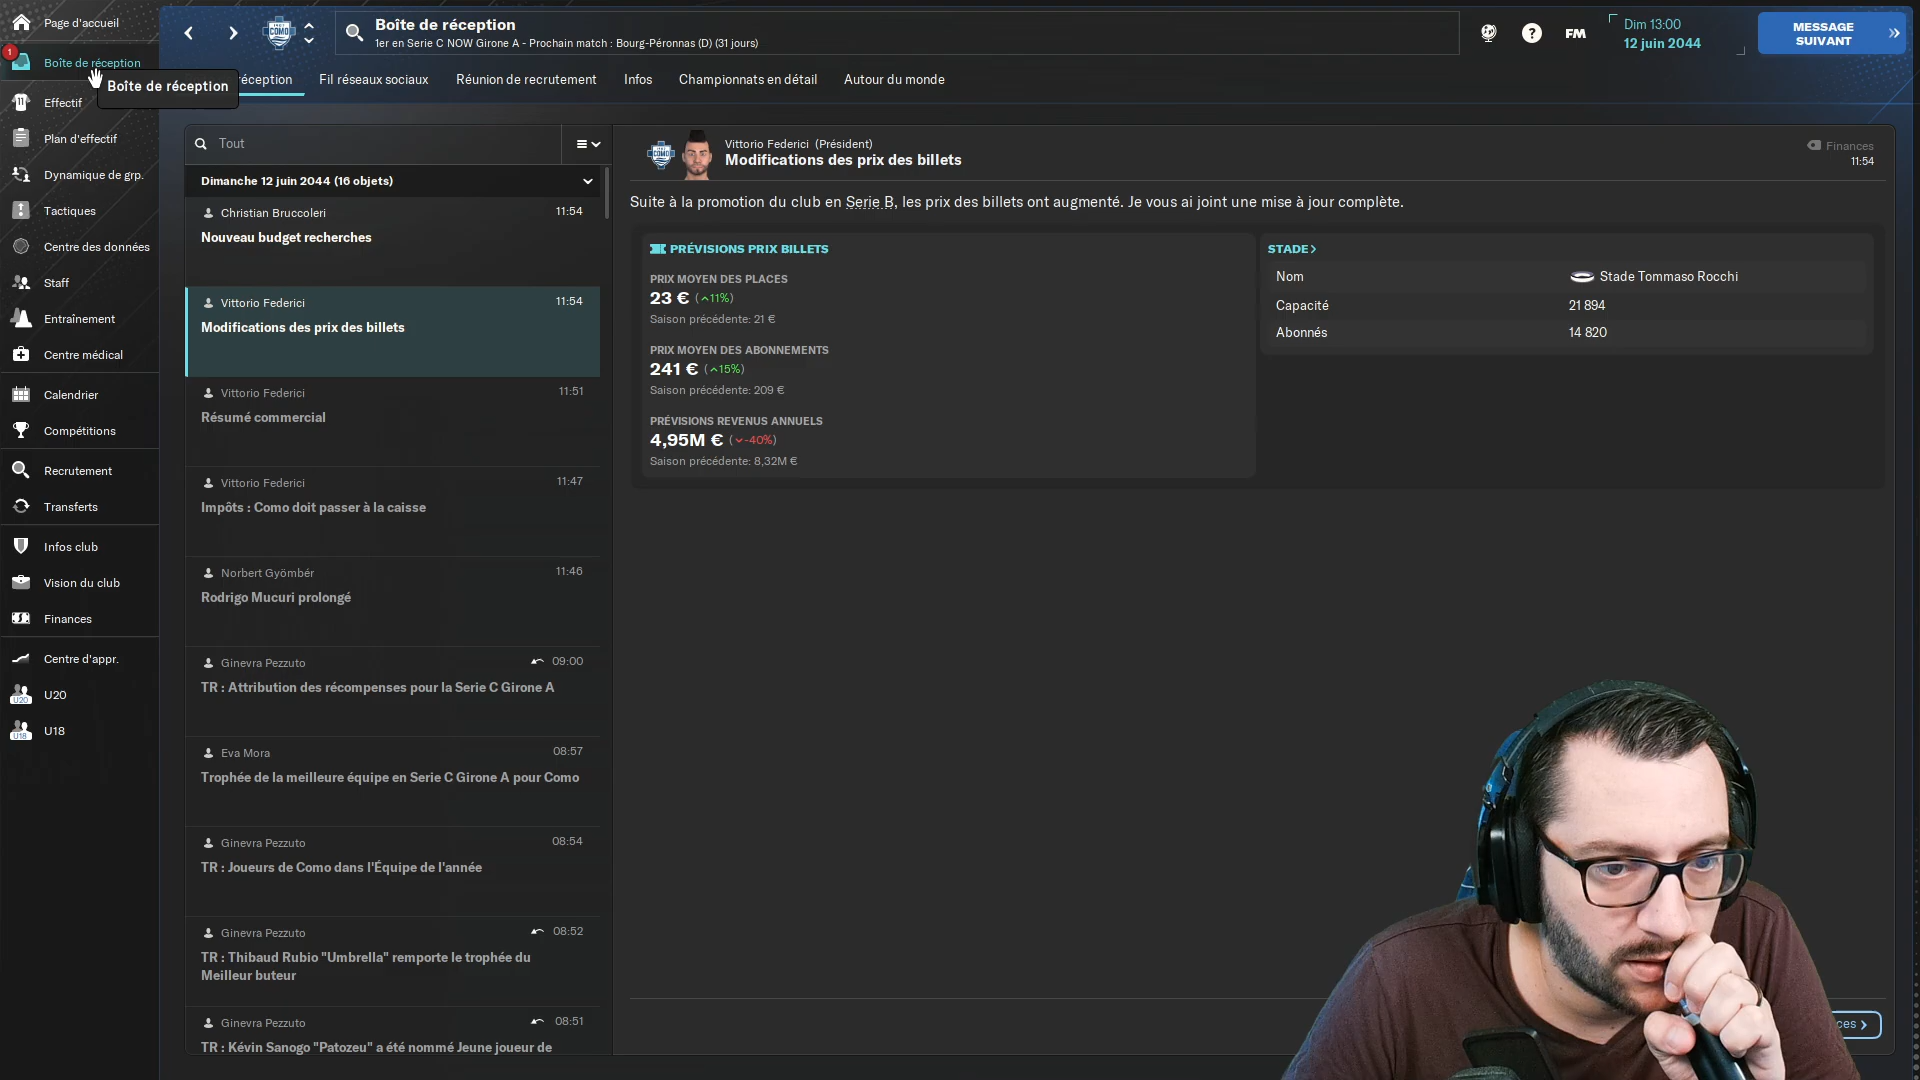 Page d'accueil
1
Boîte de réception
Boîte de réception
Effectif
Plan d'effectif
Dynamique de grp.
Tactiques
Centre des données
Staff
Entraînement
Centre médical
Calendrier
Compétitions
Recrutement
Transferts
Infos club
Vision du club
Finances
Centre d'appr.
U20
U20
U18
U18
COMO
Boîte de réception
1er en Serie C NOW Girone A - Prochain match : Bourg-Péronnas (D) (31 jours)
FM
Dim 13:00
12 juin 2044
MESSAGE
SUIVANT
réception
Fil réseaux sociaux
Réunion de recrutement
Infos
Championnats en détail
Autour du monde
Tout
Dimanche 12 juin 2044 (16 objets)
Christian Bruccoleri 11:54
Nouveau budget recherches
Vittorio Federici 11:54
Modifications des prix des billets
Vittorio Federici 11:51
Résumé commercial
Vittorio Federici 11:47
Impôts : Como doit passer à la caisse
Norbert Gyömbér 11:46
Rodrigo Mucuri prolongé
Ginevra Pezzuto 09:00
TR : Attribution des récompenses pour la Serie C Girone A
Eva Mora 08:57
Trophée de la meilleure équipe en Serie C Girone A pour Como
Ginevra Pezzuto 08:54
TR : Joueurs de Como dans l'Équipe de l'année
Ginevra Pezzuto 08:52
TR : Thibaud Rubio "Umbrella" remporte le trophée du
Meilleur buteur
Ginevra Pezzuto 08:51
TR : Kévin Sanogo "Patozeu" a été nommé Jeune joueur de
COMO
Vittorio Federici (Président)
Modifications des prix des billets
Finances
11:54
Suite à la promotion du club en Serie B, les prix des billets ont augmenté. Je vous ai joint une mise à jour complète.
PRÉVISIONS PRIX BILLETS
PRIX MOYEN DES PLACES
23 € (11%)
Saison précédente: 21 €
PRIX MOYEN DES ABONNEMENTS
241 € (15%)
Saison précédente: 209 €
PRÉVISIONS REVENUS ANNUELS
4,95M € (-40%)
Saison précédente: 8,32M €
STADE
Nom Stade Tommaso Rocchi
Capacité 21 894
Abonnés 14 820
ces